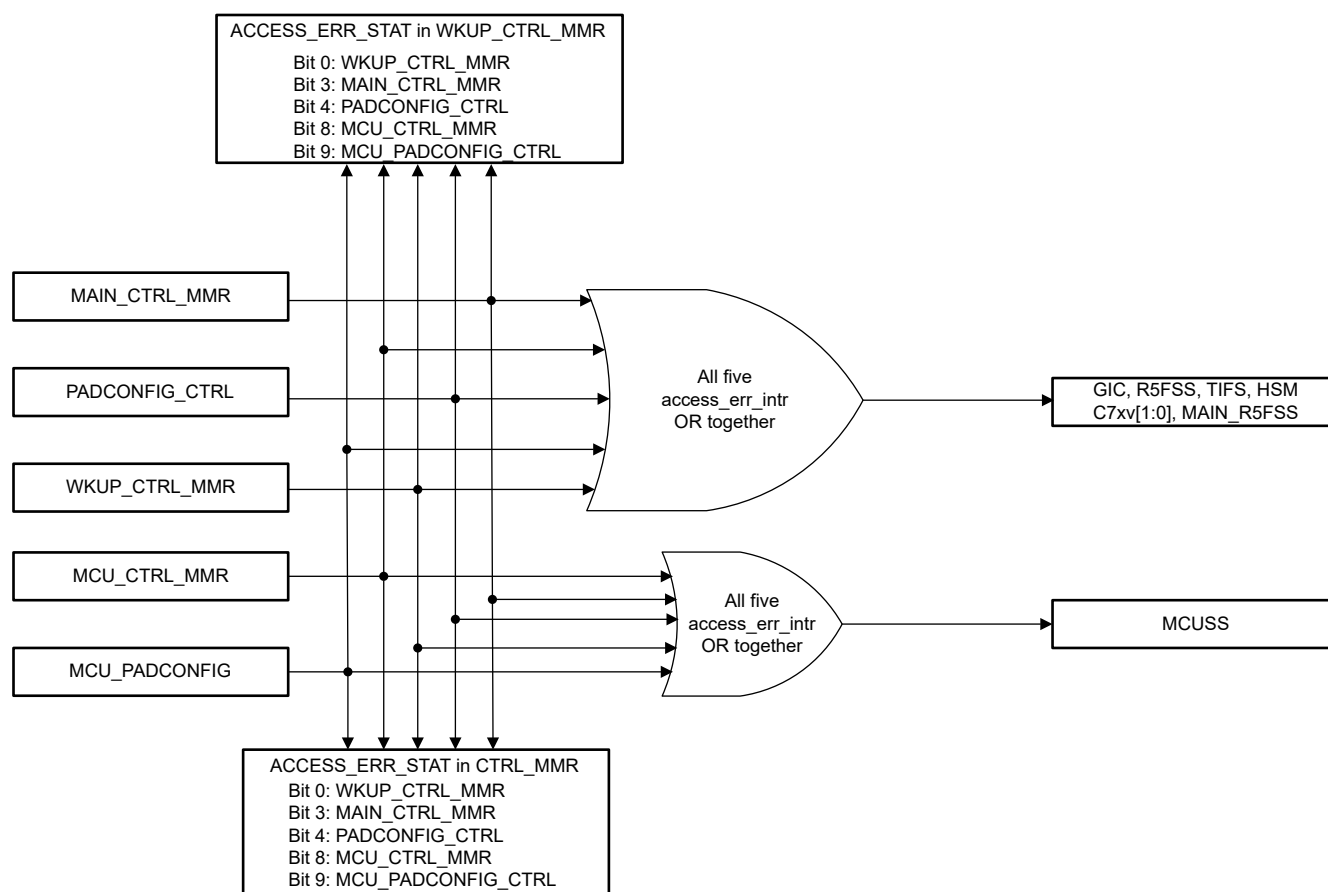 ACCESS_ERR_STAT in WKUP_CTRL_MMR
Bit 0: WKUP_CTRL_MMR
Bit 3: MAIN_CTRL_MMR
Bit 4: PADCONFIG_CTRL
Bit 8: MCU_CTRL_MMR
Bit 9: MCU_PADCONFIG_CTRL
MAIN_CTRL_MMR
PADCONFIG_CTRL
WKUP_CTRL_MMR
MCU_CTRL_MMR
MCU_PADCONFIG
All five
access_err_intr
OR together
GIC, R5FSS, TIFS, HSM
C7xv[1:0], MAIN_R5FSS
All five
access_err_intr
OR together
MCUSS
ACCESS_ERR_STAT in CTRL_MMR
Bit 0: WKUP_CTRL_MMR
Bit 3: MAIN_CTRL_MMR
Bit 4: PADCONFIG_CTRL
Bit 8: MCU_CTRL_MMR
Bit 9: MCU_PADCONFIG_CTRL